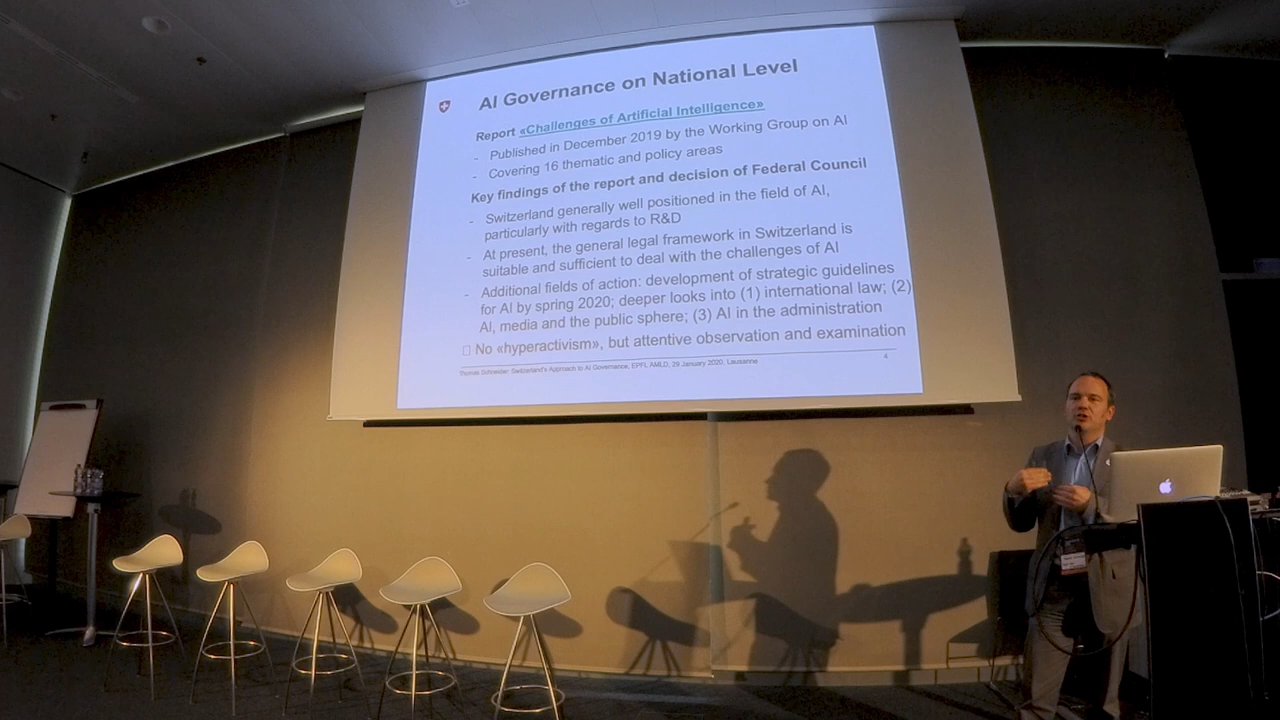 AI Governance on National Level
Report «Challenges of Artificial Intelligence»
- Published in December 2019 by the Working Group on AI
- Covering 16 thematic and policy areas
Key findings of the report and decision of Federal Council
- Switzerland generally well positioned in the field of AI,
particularly with regards to R&D
- At present, the general legal framework in Switzerland is
suitable and sufficient to deal with the challenges of AI
- Additional fields of action: development of strategic guidelines
for AI by spring 2020; deeper looks into (1) international law; (2)
AI, media and the public sphere; (3) AI in the administration
□ No «hyperactivism», but attentive observation and examination
Thomas Schneider: Switzerland's Approach to AI Governance, EPFL AMLD, 29 January 2020, Lausanne